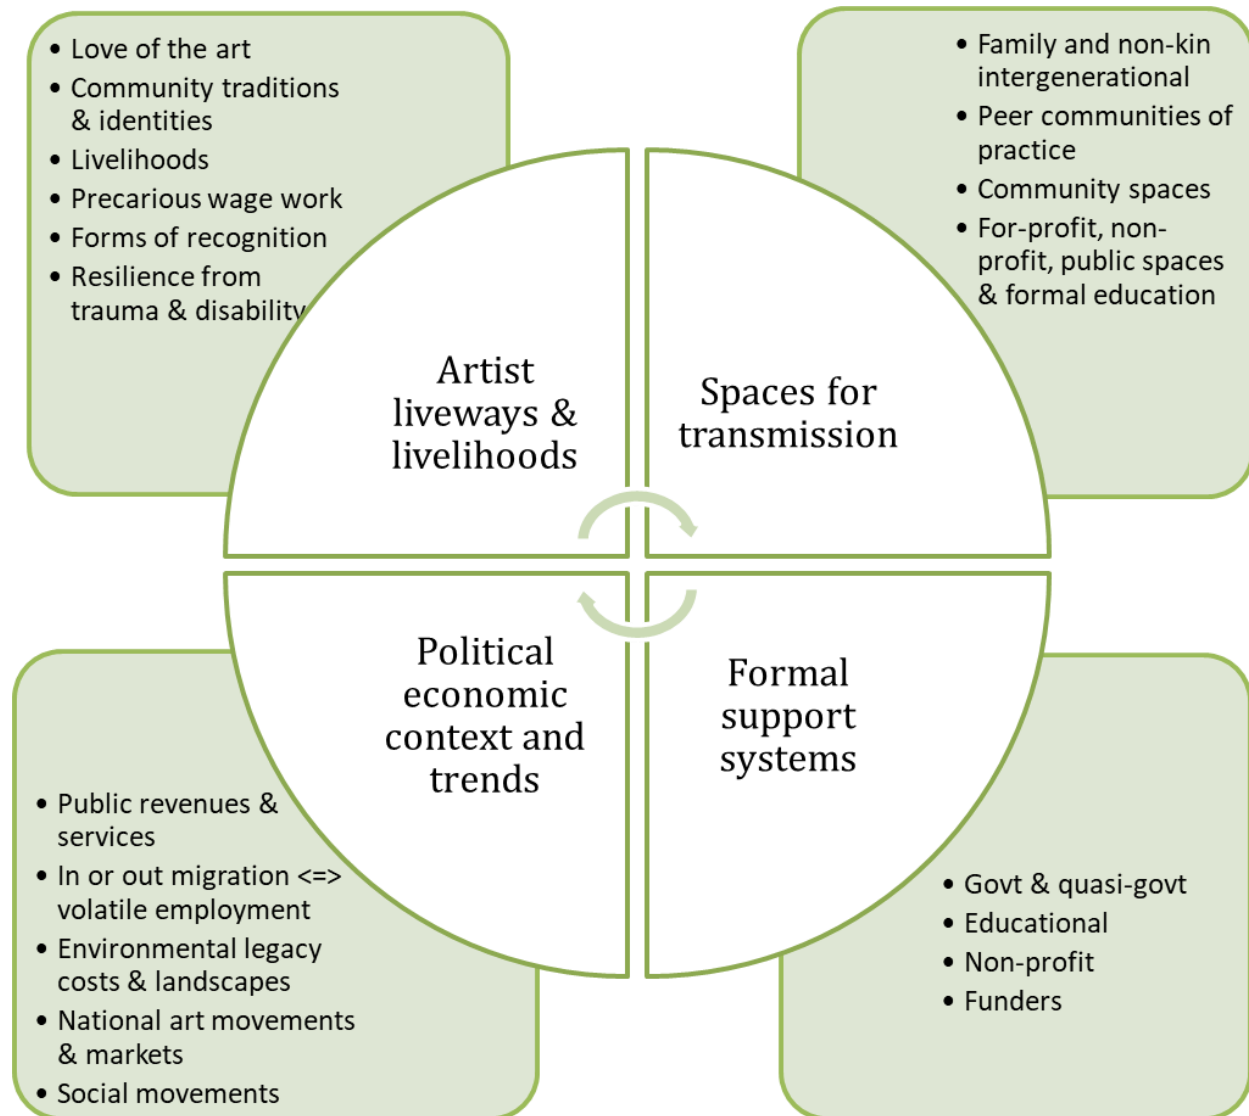 • Love of the art
• Community traditions
& identities
• Livelihoods
• Precarious wage work
• Forms of recognition
• Resilience from
trauma & disability
• Family and non-kin
intergenerational
• Peer communities of
practice
• Community spaces
• For-profit, non-
profit, public spaces
& formal education
Artist
liveways &
livelihoods
Spaces for
transmission
Political
economic
context and
trends
Formal
support
systems
• Public revenues &
services
• In or out migration <=>
volatile employment
• Environmental legacy
costs & landscapes
• National art movements
& markets
• Social movements
• Govt & quasi-govt
• Educational
• Non-profit
• Funders